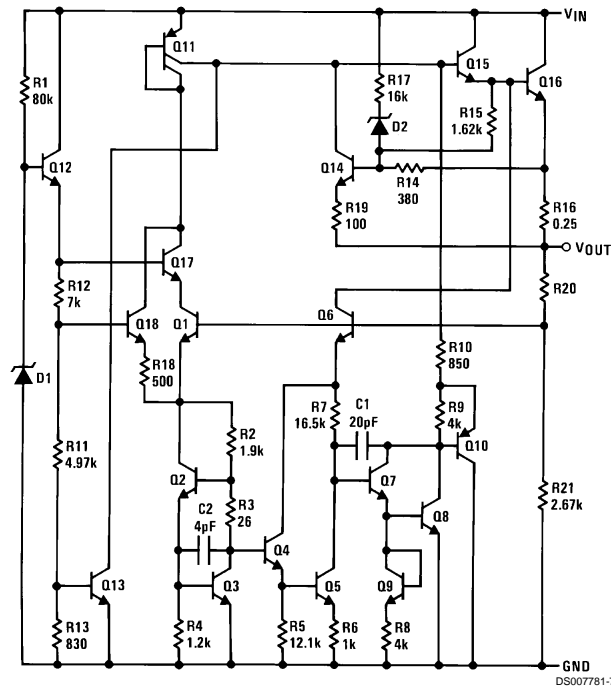 VIN
Q11
Q15
Q16
R1
80k
R17
16k
R15
1.62k
D2
Q12
Q14
R14
380
R19
100
R16
0.25
VOUT
Q17
R12
7k
Q18
Q1
Q6
R20
R18
500
R10
850
D1
R2
1.9k
R7
16.5k
C1
20pF
R9
4k
Q10
R11
4.97k
Q2
Q7
R3
26
Q8
R21
2.67k
C2
4pF
Q4
Q13
Q3
Q5
Q9
R13
830
R4
1.2k
R5
12.1k
R6
1k
R8
4k
GND